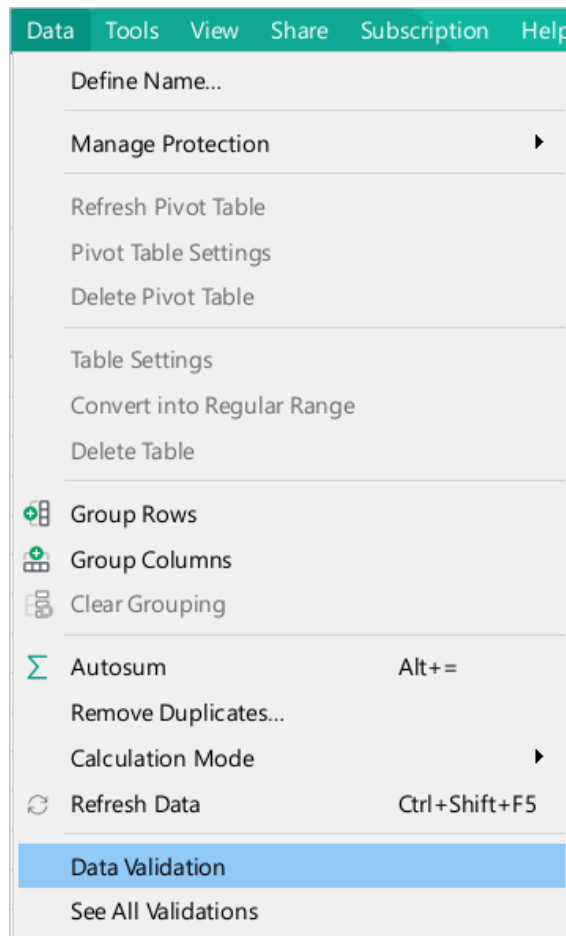 Data Tools View Share Subscription Help
Define Name...
Manage Protection
Refresh Pivot Table
Pivot Table Settings
Delete Pivot Table
Table Settings
Convert into Regular Range
Delete Table
Group Rows
Group Columns
Clear Grouping
Autosum Alt+=
Remove Duplicates...
Calculation Mode
Refresh Data Ctrl+Shift+F5
Data Validation
See All Validations